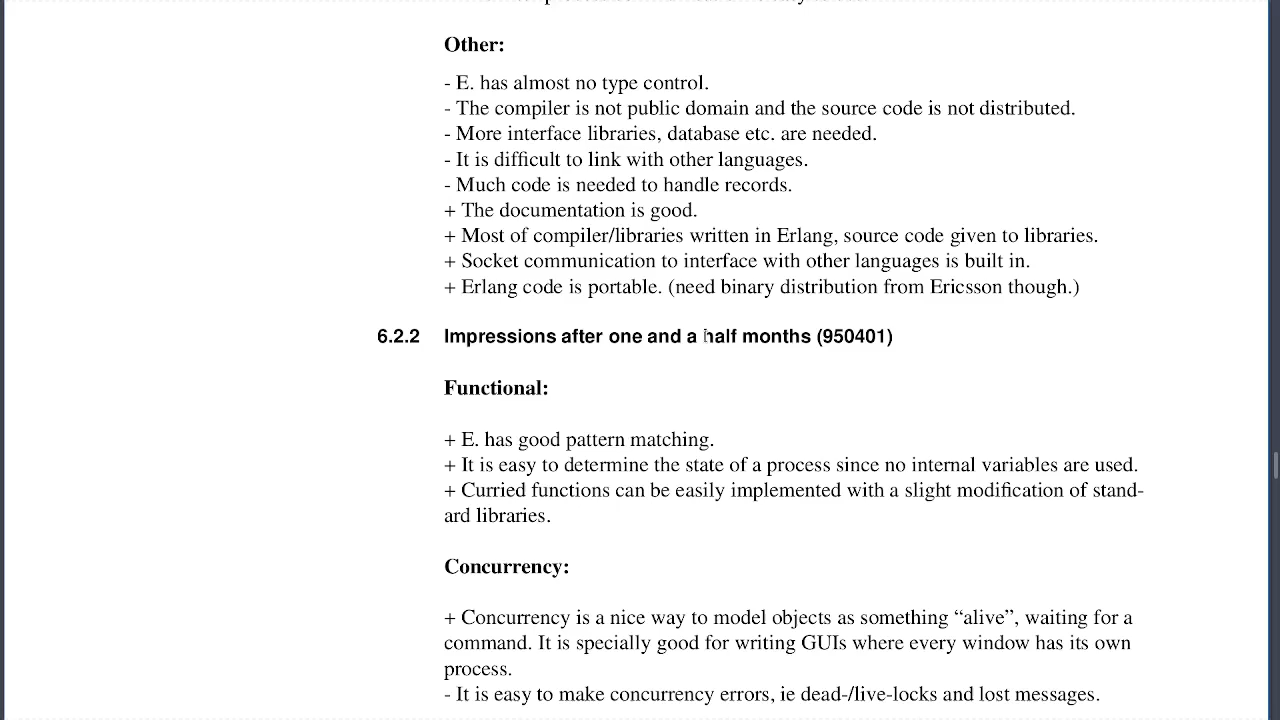 Other:
- E. has almost no type control.
- The compiler is not public domain and the source code is not distributed.
- More interface libraries, database etc. are needed.
- It is difficult to link with other languages.
- Much code is needed to handle records.
+ The documentation is good.
+ Most of compiler/libraries written in Erlang, source code given to libraries.
+ Socket communication to interface with other languages is built in.
+ Erlang code is portable. (need binary distribution from Ericsson though.)
6.2.2 Impressions after one and a half months (950401)
Functional:
+ E. has good pattern matching.
+ It is easy to determine the state of a process since no internal variables are used.
+ Curried functions can be easily implemented with a slight modification of stand-
ard libraries.
Concurrency:
+ Concurrency is a nice way to model objects as something “alive”, waiting for a
command. It is specially good for writing GUIs where every window has its own
process.
- It is easy to make concurrency errors, ie dead-/live-locks and lost messages.